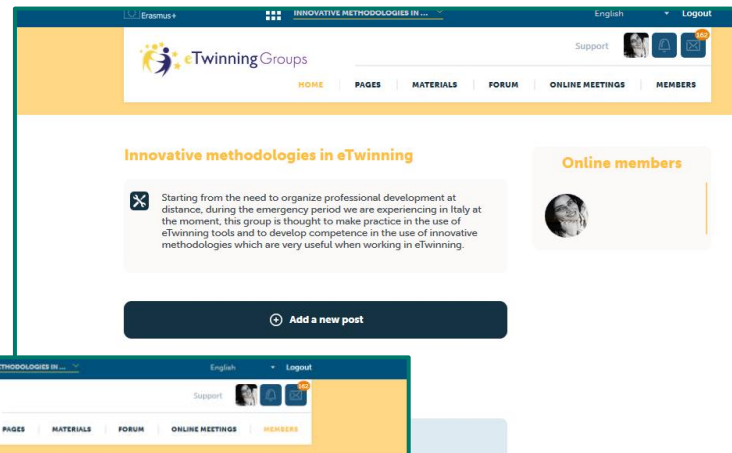 Erasmus+ INNOVATIVE METHODOLOGIES IN ... English Logout
eTwinning Groups Support 162
HOME PAGES MATERIALS FORUM ONLINE MEETINGS MEMBERS
Innovative methodologies in eTwinning
Online members
Starting from the need to organize professional development at
distance, during the emergency period we are experiencing in Italy at
the moment, this group is thought to make practice in the use of
eTwinning tools and to develop competence in the use of innovative
methodologies which are very useful when working in eTwinning.
Add a new post
METHODOLOGIES IN ... English Logout
Support 162
PAGES MATERIALS FORUM ONLINE MEETINGS MEMBERS